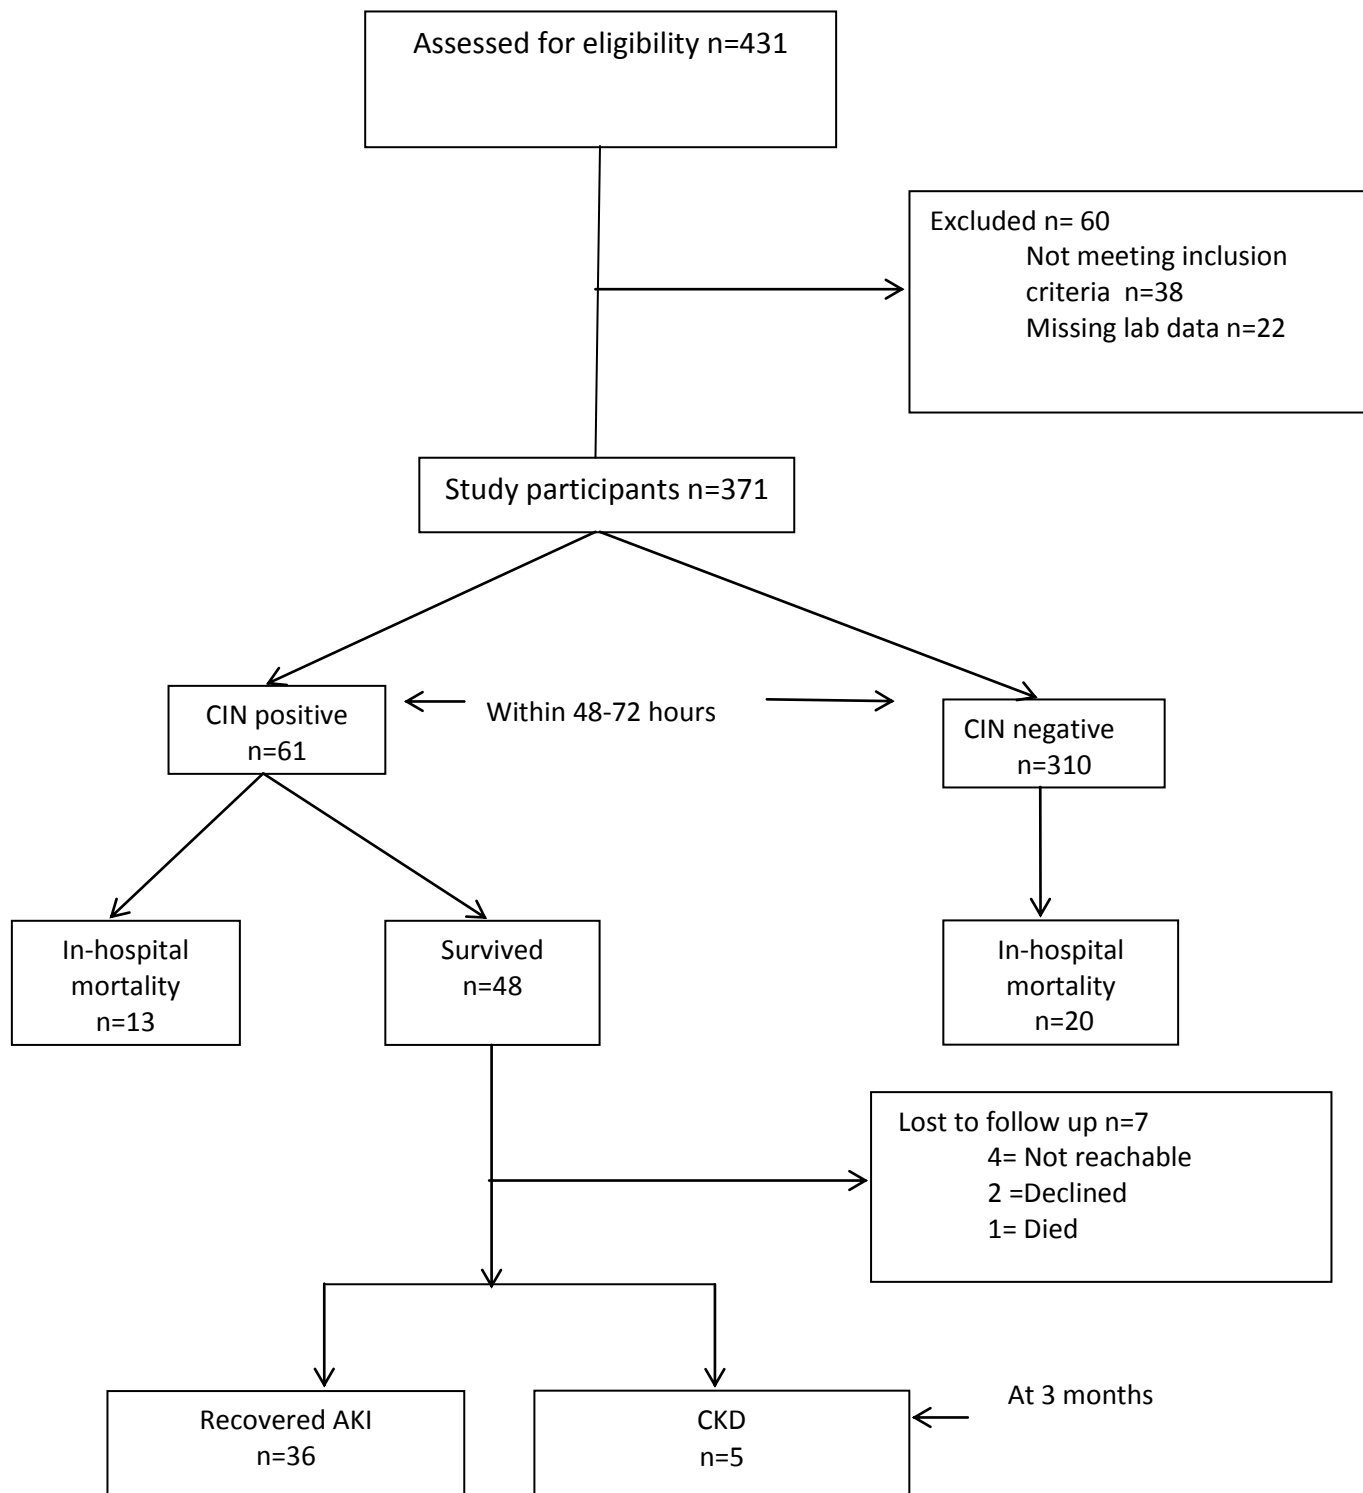 Assessed for eligibility n=431
Excluded n= 60
Not meeting inclusion
criteria  n=38
Missing lab data n=22
Study participants n=371
CIN positive
n=61
Within 48-72 hours
CIN negative
n=310
In-hospital
mortality
n=13
Survived
n=48
In-hospital
mortality
n=20
Lost to follow up n=7
4= Not reachable
2 =Declined
1= Died
Recovered AKI
n=36
CKD
n=5
At 3 months